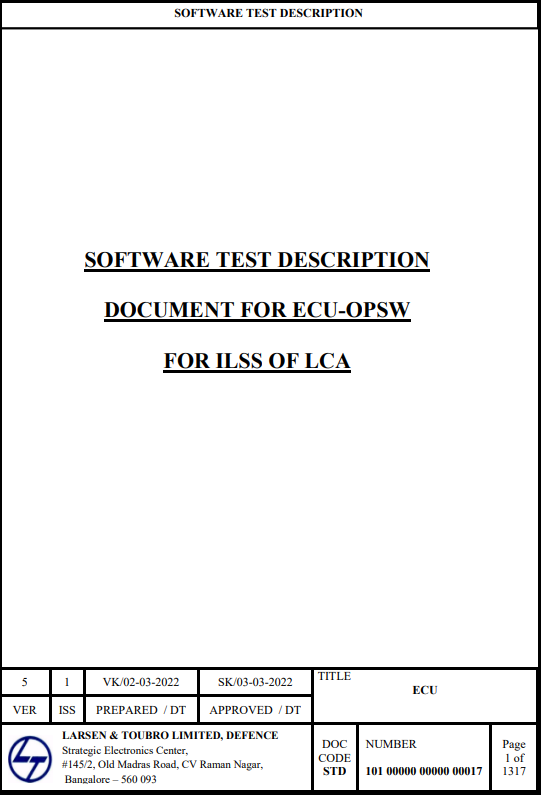 SOFTWARE TEST DESCRIPTION
SOFTWARE TEST DESCRIPTION
DOCUMENT FOR ECU-OPSW
FOR ILSS OF LCA
5 1 VK/02-03-2022 SK/03-03-2022
VER ISS PREPARED / DT APPROVED / DT
TITLE
ECU
LARSEN & TOUBRO LIMITED, DEFENCE
Strategic Electronics Center,
#145/2, Old Madras Road, CV Raman Nagar,
Bangalore – 560 093
DOC
CODE
STD
NUMBER
101 00000 00000 00017
Page
1 of
1317